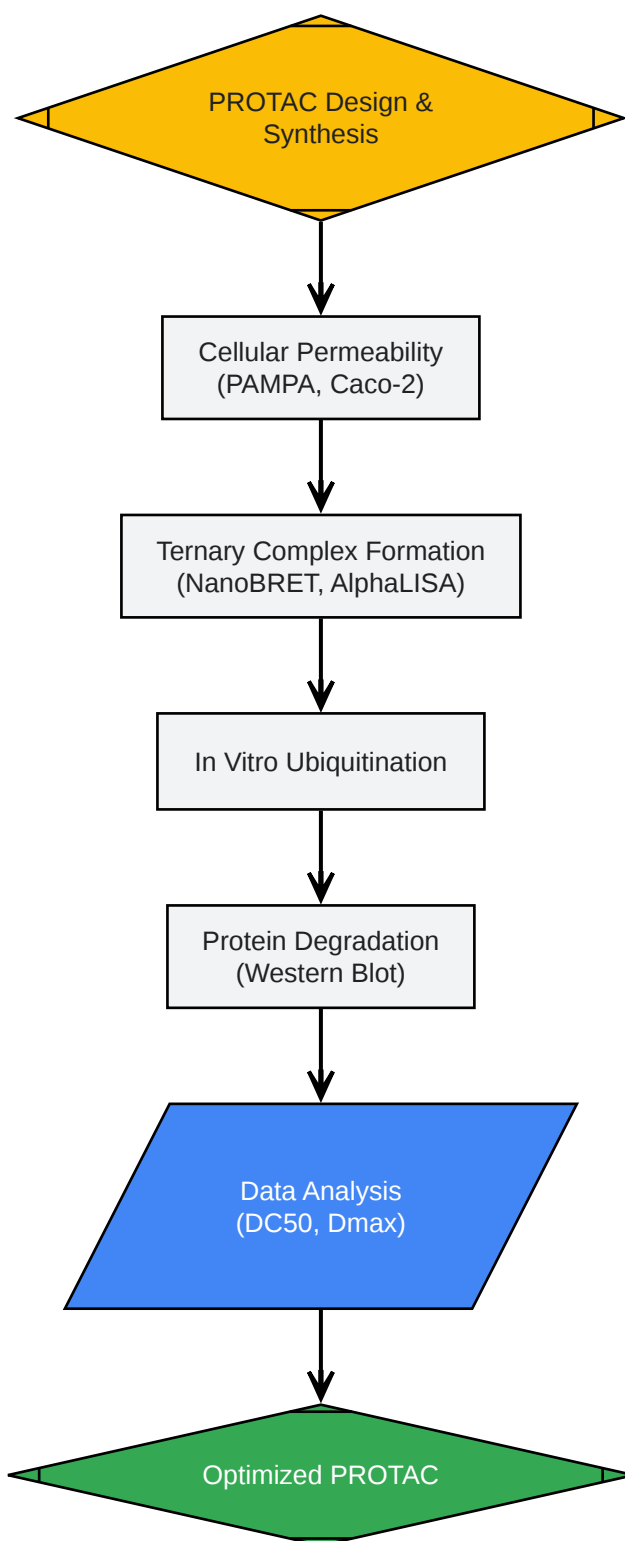 PROTAC Design &
Synthesis
Cellular Permeability
(PAMPA, Caco-2)
Ternary Complex Formation
(NanoBRET, AlphaLISA)
In Vitro Ubiquitination
Protein Degradation
(Western Blot)
Data Analysis
(DC50, Dmax)
Optimized PROTAC